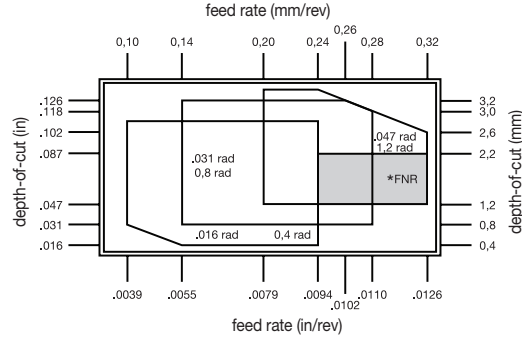 feed rate (mm/rev)
0,26
0,10 0,14 0,20 0,24 0,28 0,32
depth-of-cut (in)
.126
.118
.102
.087
.047
.031
.016
.031 rad
0,8 rad
.016 rad 0,4 rad
.047 rad
1,2 rad
*FNR
3,2
3,0
2,6
2,2
1,2
0,8
0,4
depth-of-cut (mm)
.0039 .0055 .0079 .0094 .0110 .0126
.0102
feed rate (in/rev)